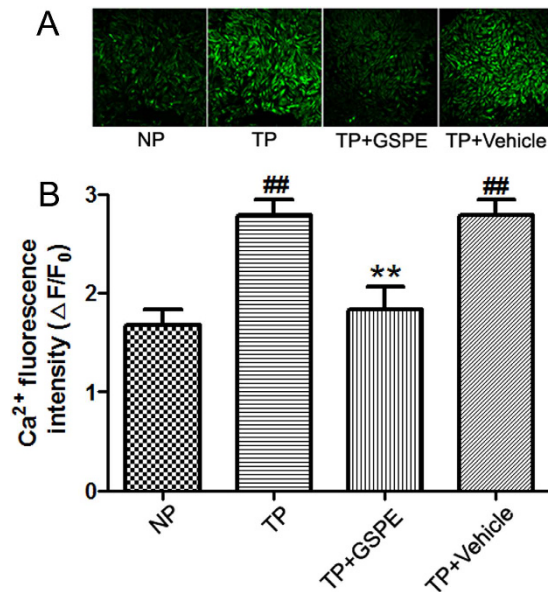 A
NP TP TP+GSPE TP+Vehicle
B
Ca²⁺ fluorescence
intensity (△F/F₀)
3
2
1
0
##
**
##
NP
TP
TP+GSPE
TP+Vehicle